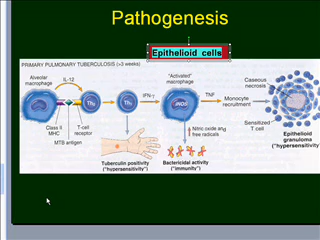 Pathogenesis
Epithelioid cells
PRIMARY PULMONARY TUBERCULOSIS (>3 weeks)
Alveolar macrophage
IL-12
IFN-γ
"Activated" macrophage
TNF
Monocyte recruitment
Caseous necrosis
iNOS
Class II MHC
T-cell receptor
MTB antigen
Nitric oxide and free radicals
Sensitized T cell
Epithelioid granuloma ("hypersensitivity")
Tuberculin positivity ("hypersensitivity")
Bactericidal activity ("immunity")